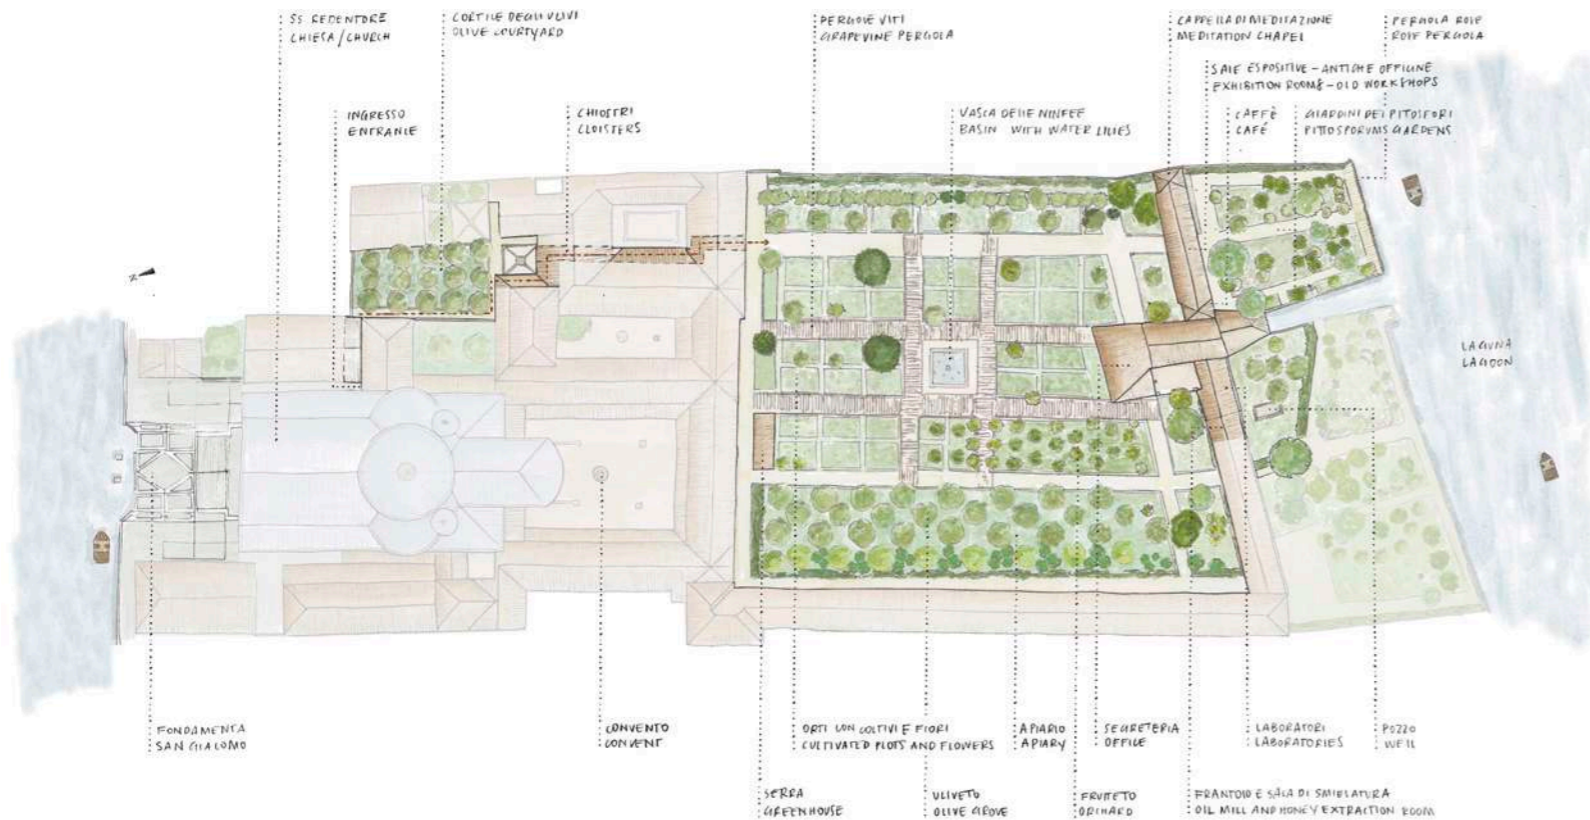 SS. REDENTORE
CHIESA / CHURCH
CORTILE DEGLI ULIVI
OLIVE COURTYARD
PERGOLE VITI
GRAPEVINE PERGOLA
CAPPELLA DI MEDITAZIONE
MEDITATION CHAPEL
PERGOLA ROSE
ROSE PERGOLA
SALE ESPOSITIVE - ANTICHE OFFICINE
EXHIBITION ROOMS - OLD WORKSHOPS
INGRESSO
ENTRANCE
CHIOSTRI
CLOISTERS
VASCA DELLE NINFEE
BASIN WITH WATER LILIES
CAFFÈ
CAFÉ
GIARDINI DEI PITOSFORI
PITTOSPORUMS GARDENS
N
LAGUNA
LAGOON
FONDAMENTA
SAN GIACOMO
CONVENTO
CONVENT
ORTI CON COLTIVI E FIORI
CULTIVATED PLOTS AND FLOWERS
APIARIO
APIARY
SEGRETERIA
OFFICE
LABORATORI
LABORATORIES
POZZO
WELL
SERRA
GREENHOUSE
ULIVETO
OLIVE GROVE
FRUTTETO
ORCHARD
FRANTOIO E SALA DI SMIELATURA
OIL MILL AND HONEY EXTRACTION ROOM